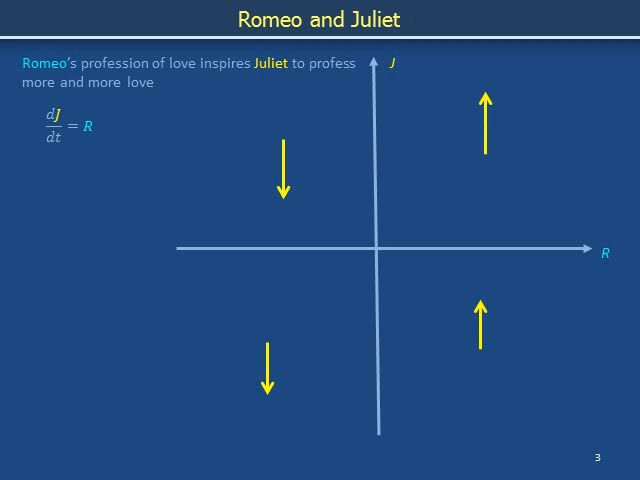 Romeo and Juliet
Romeo's profession of love inspires Juliet to profess
more and more love
J
dJ/dt = R
R
3